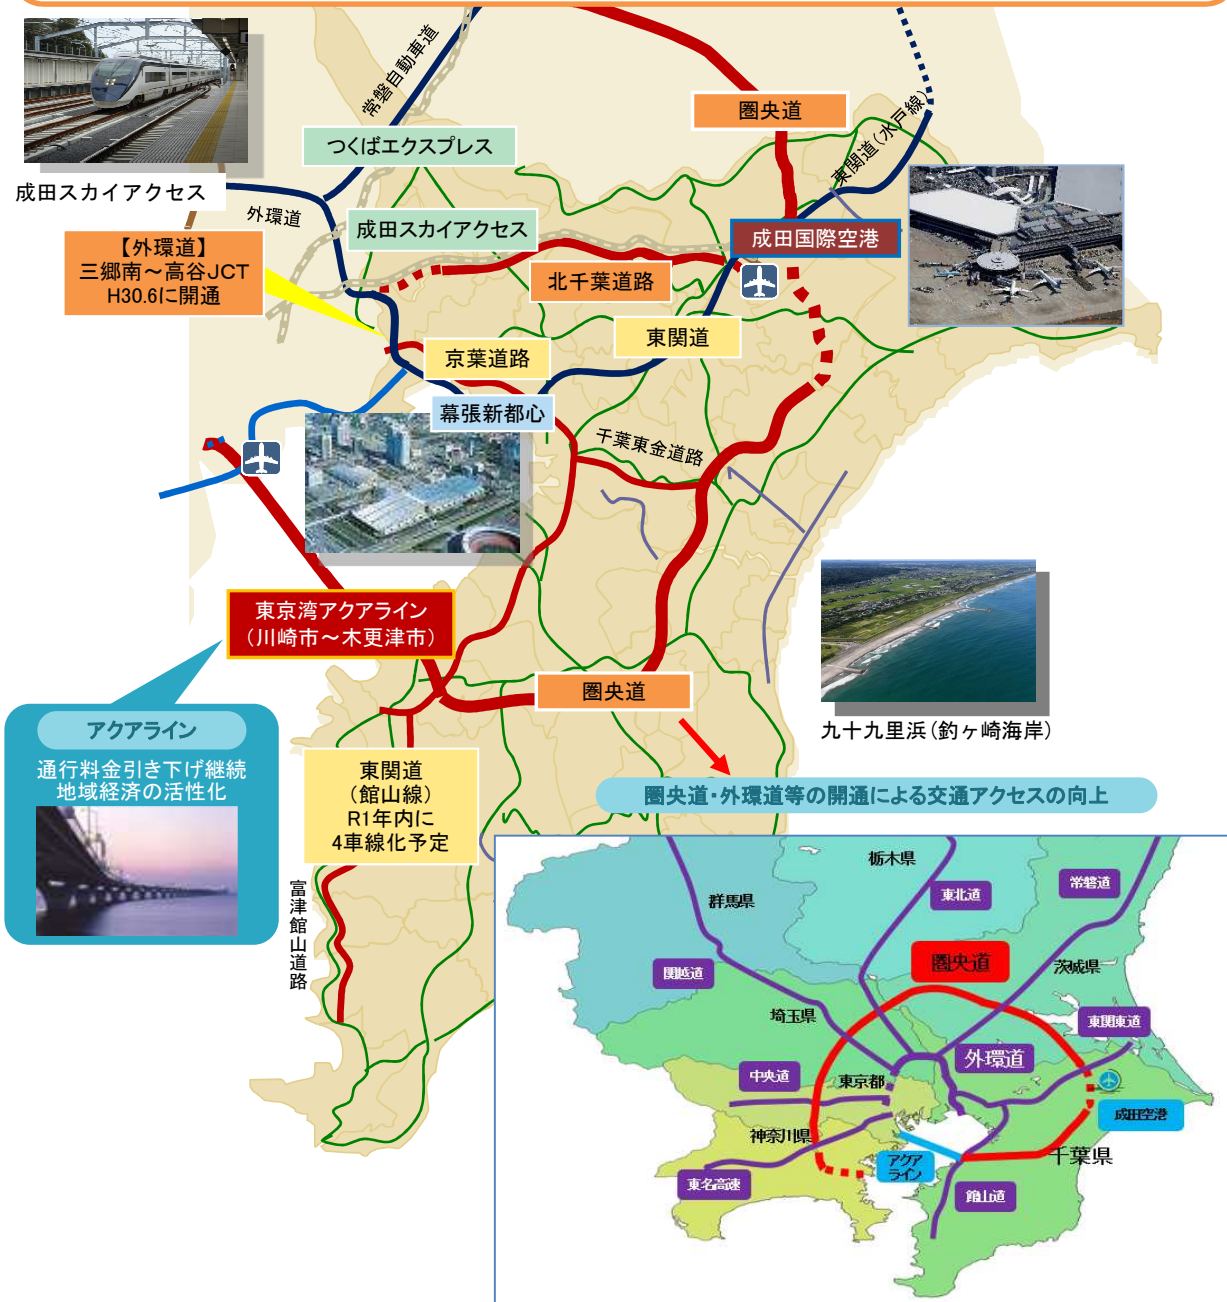 常磐自動車道
圏央道
東関道(水戸線)
つくばエクスプレス
成田スカイアクセス
外環道
成田スカイアクセス
成田国際空港
【外環道】
三郷南～高谷JCT
H30.6に開通
北千葉道路
東関道
京葉道路
幕張新都心
千葉東金道路
東京湾アクアライン
(川崎市～木更津市)
圏央道
九十九里浜(釣ヶ崎海岸)
アクアライン
通行料金引き下げ継続
地域経済の活性化
東関道
(館山線)
R1年内に
4車線化予定
富津館山道路
圏央道・外環道等の開通による交通アクセスの向上
栃木県
群馬県
東北道
常磐道
圏央道
茨城県
関越道
埼玉県
東関東道
外環道
中央道
東京都
成田空港
神奈川県
アクア
ライン
千葉県
東名高速
館山道